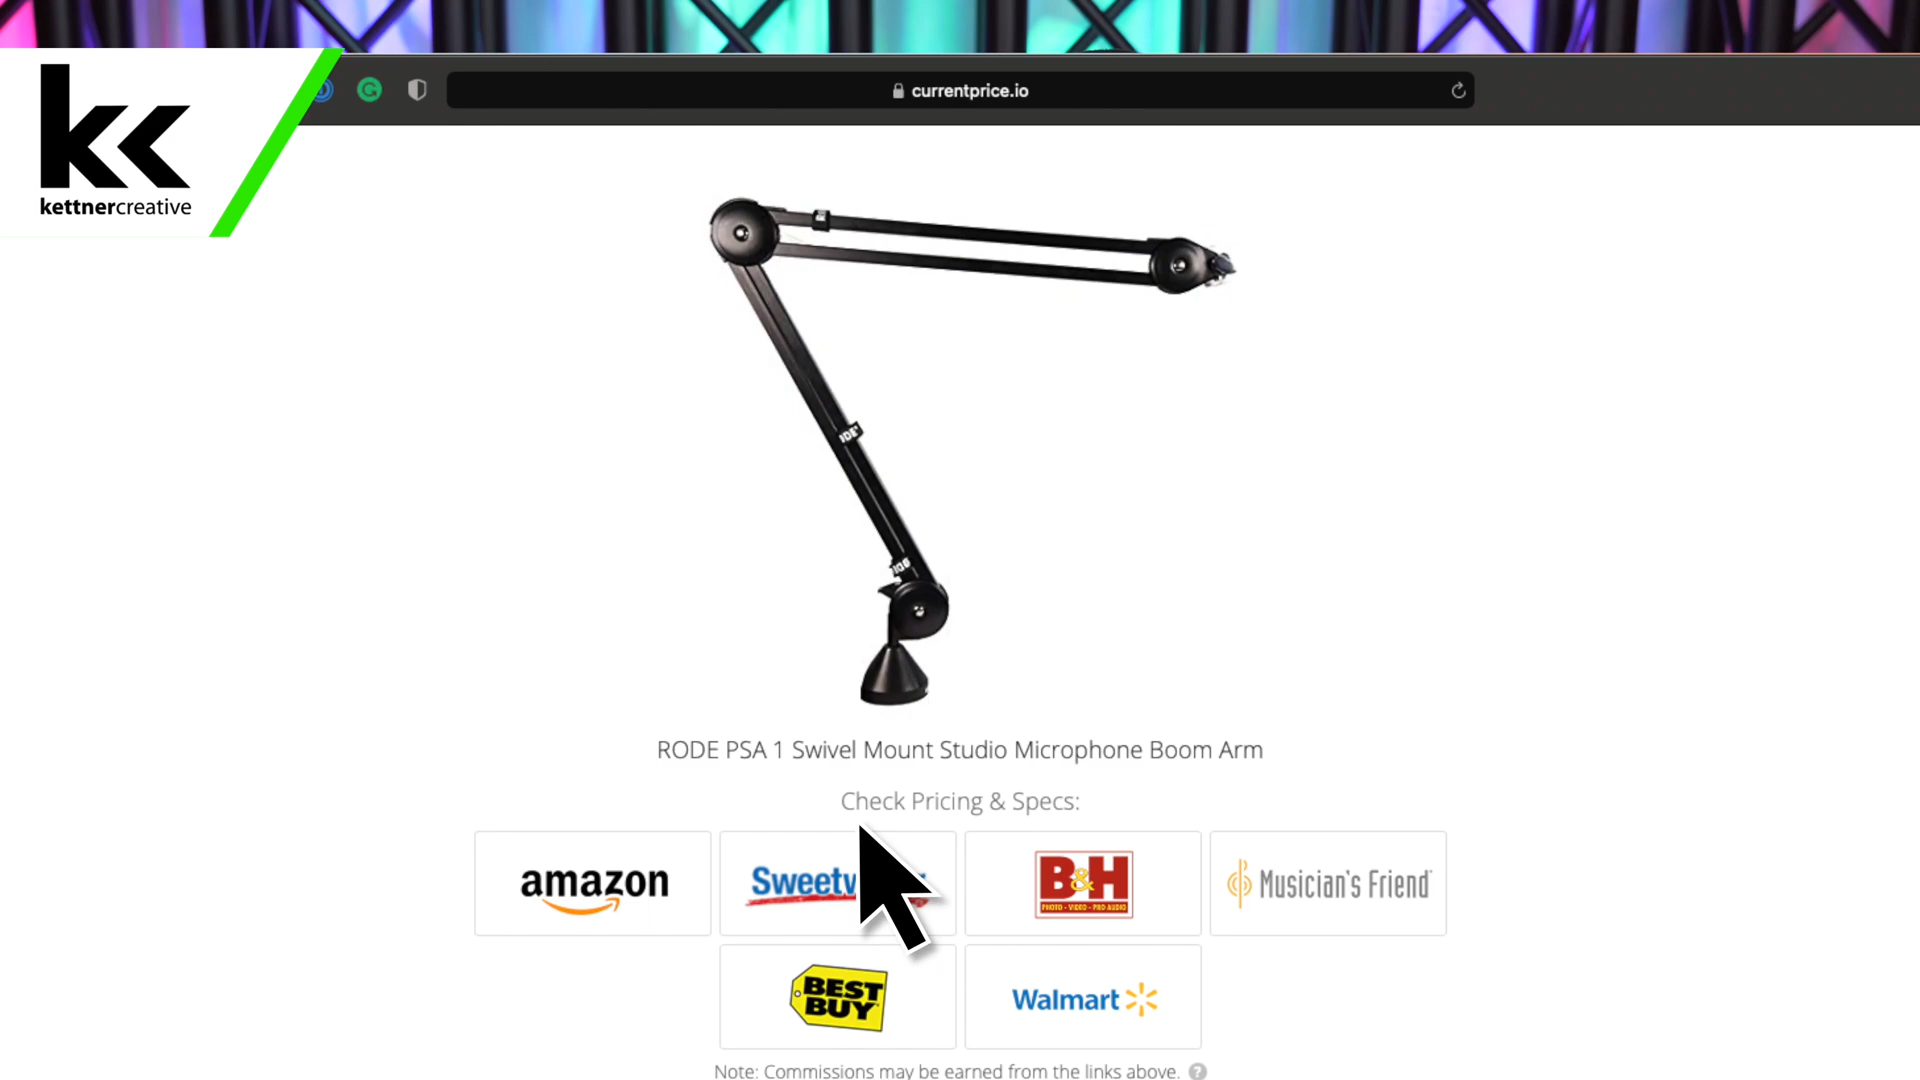 currentprice.io
kettnercreative
RODE PSA 1 Swivel Mount Studio Microphone Boom Arm
Check Pricing & Specs:
amazon
B&H
PHOTO - VIDEO - PRO AUDIO
Musician's Friend
BEST
BUY
Walmart
Note: Commissions may be earned from the links above.
?